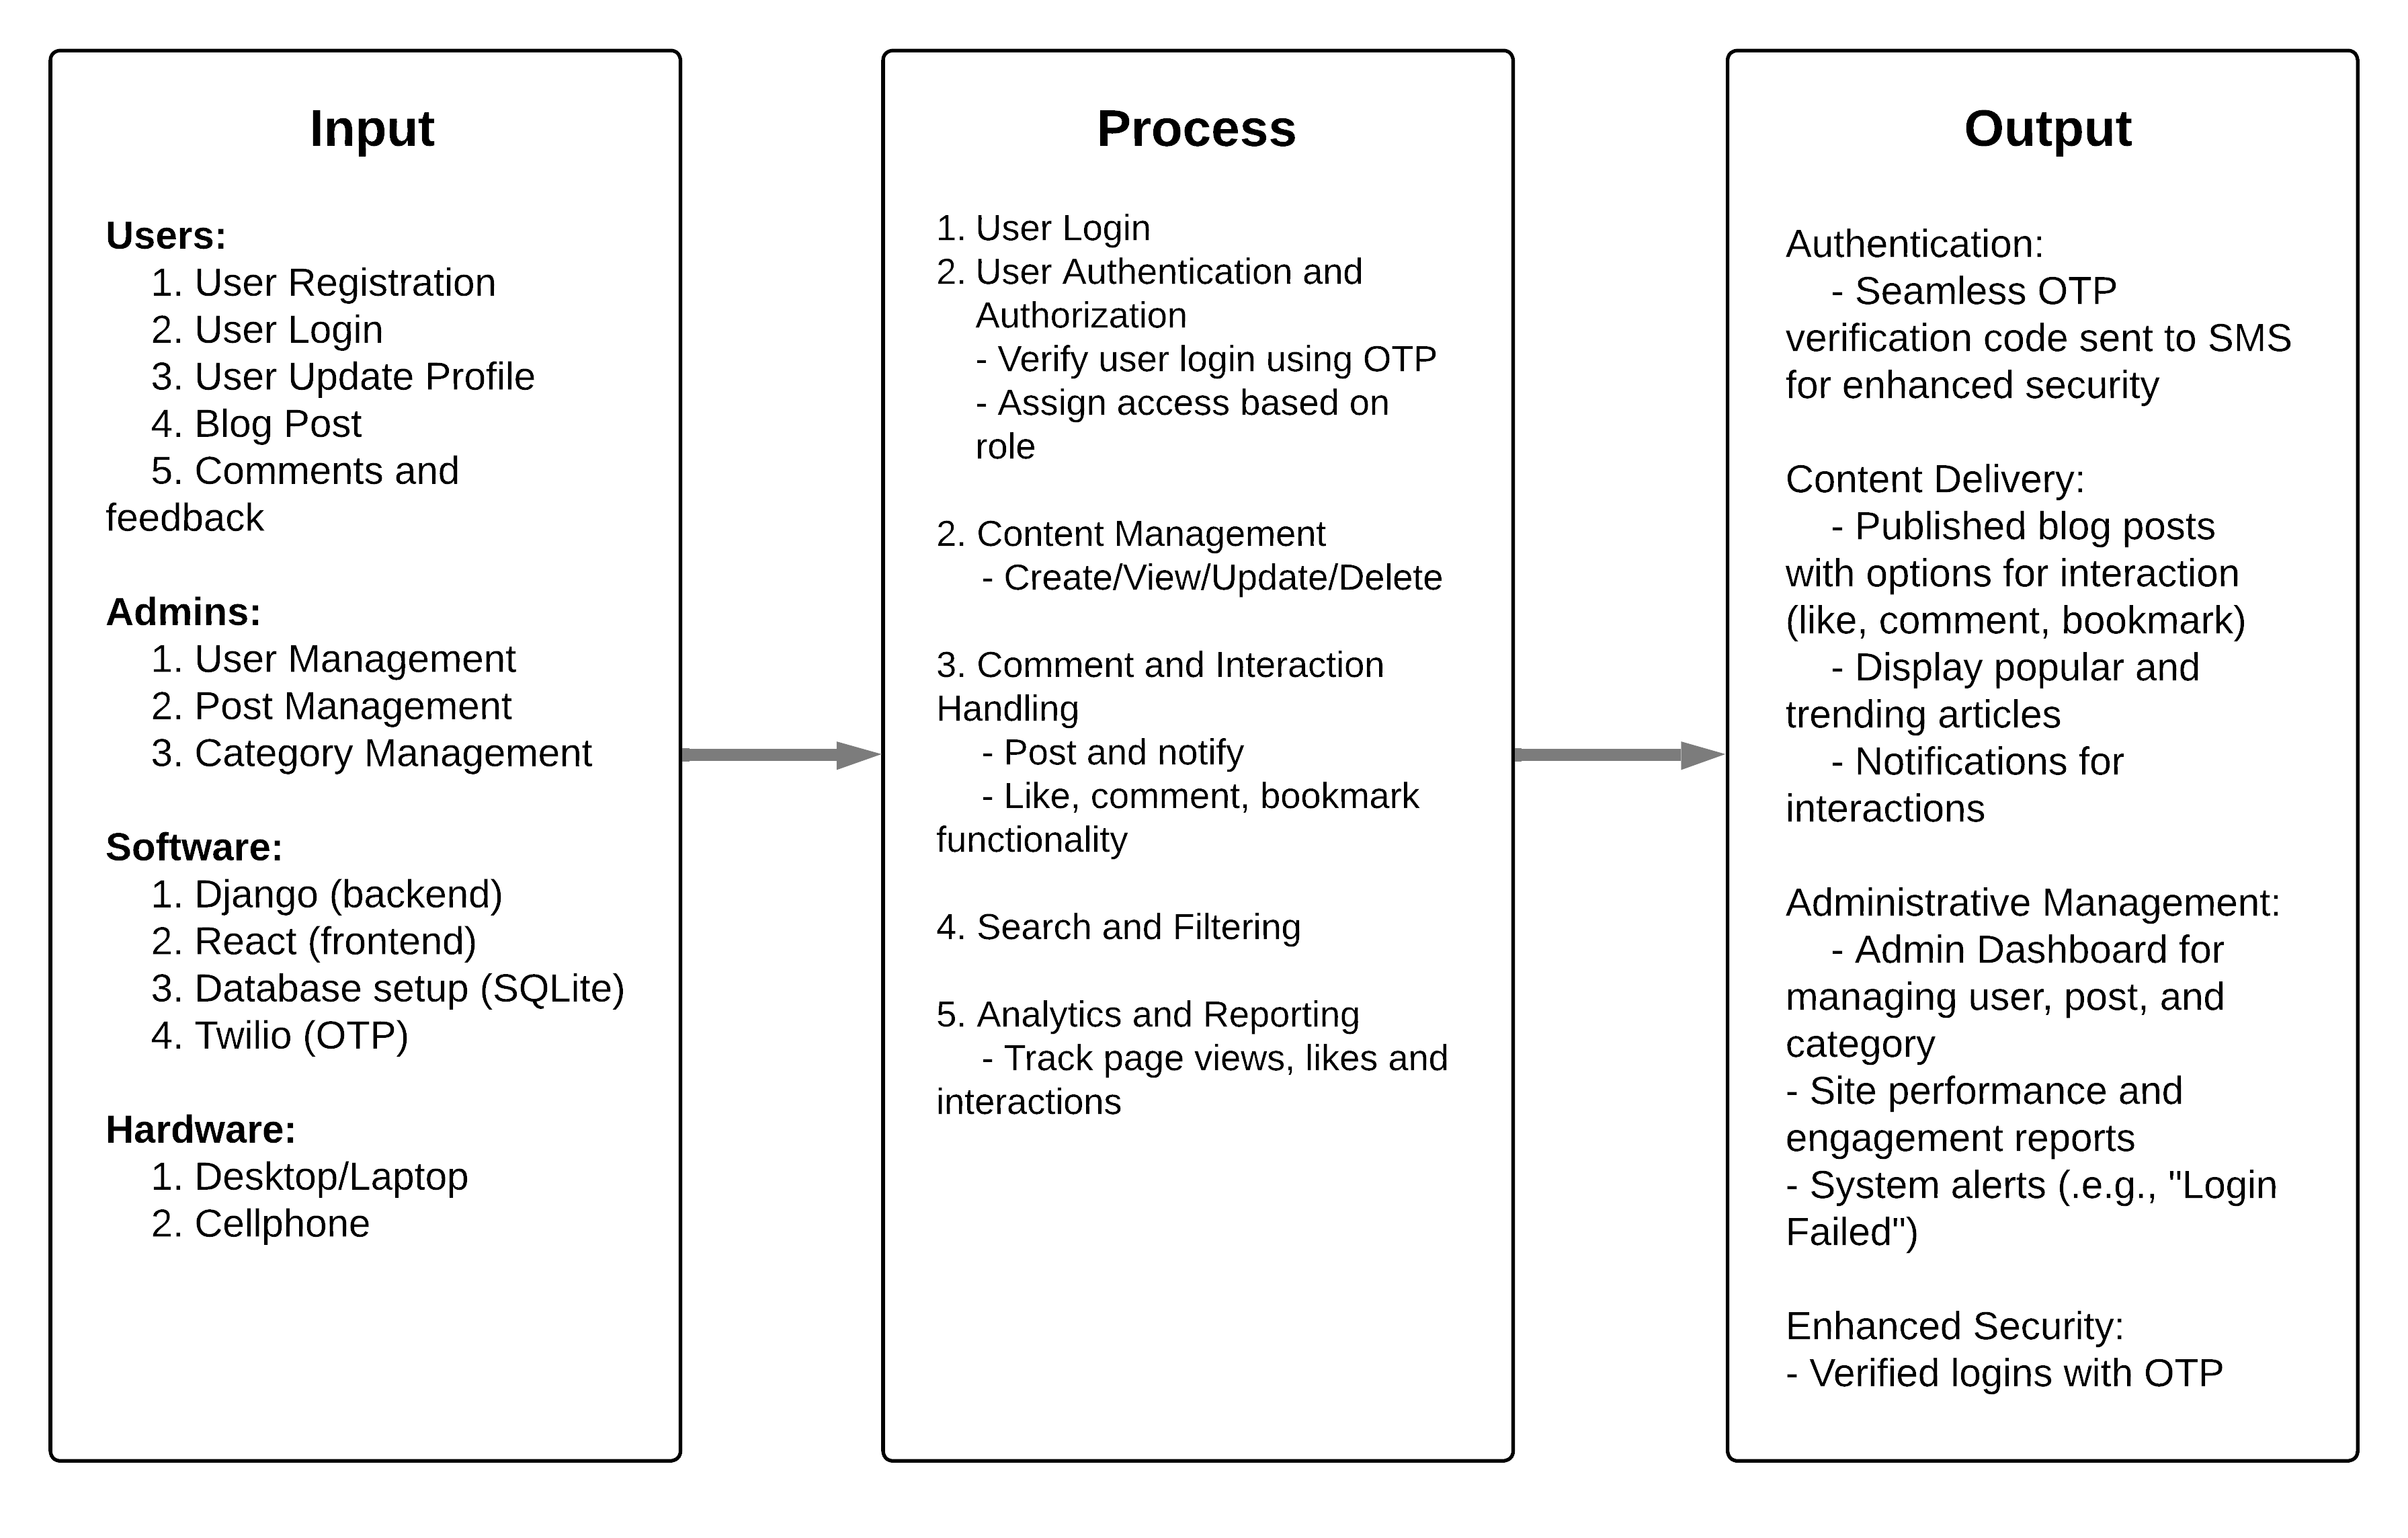 Input
Users:
1. User Registration
2. User Login
3. User Update Profile
4. Blog Post
5. Comments and
feedback
Admins:
1. User Management
2. Post Management
3. Category Management
Software:
1. Django (backend)
2. React (frontend)
3. Database setup (SQLite)
4. Twilio (OTP)
Hardware:
1. Desktop/Laptop
2. Cellphone
Process
1. User Login
2. User Authentication and
Authorization
- Verify user login using OTP
- Assign access based on
role
2. Content Management
- Create/View/Update/Delete
3. Comment and Interaction
Handling
- Post and notify
- Like, comment, bookmark
functionality
4. Search and Filtering
5. Analytics and Reporting
- Track page views, likes and
interactions
Output
Authentication:
- Seamless OTP
verification code sent to SMS
for enhanced security
Content Delivery:
- Published blog posts
with options for interaction
(like, comment, bookmark)
- Display popular and
trending articles
- Notifications for
interactions
Administrative Management:
- Admin Dashboard for
managing user, post, and
category
- Site performance and
engagement reports
- System alerts (.e.g., "Login
Failed")
Enhanced Security:
- Verified logins with OTP